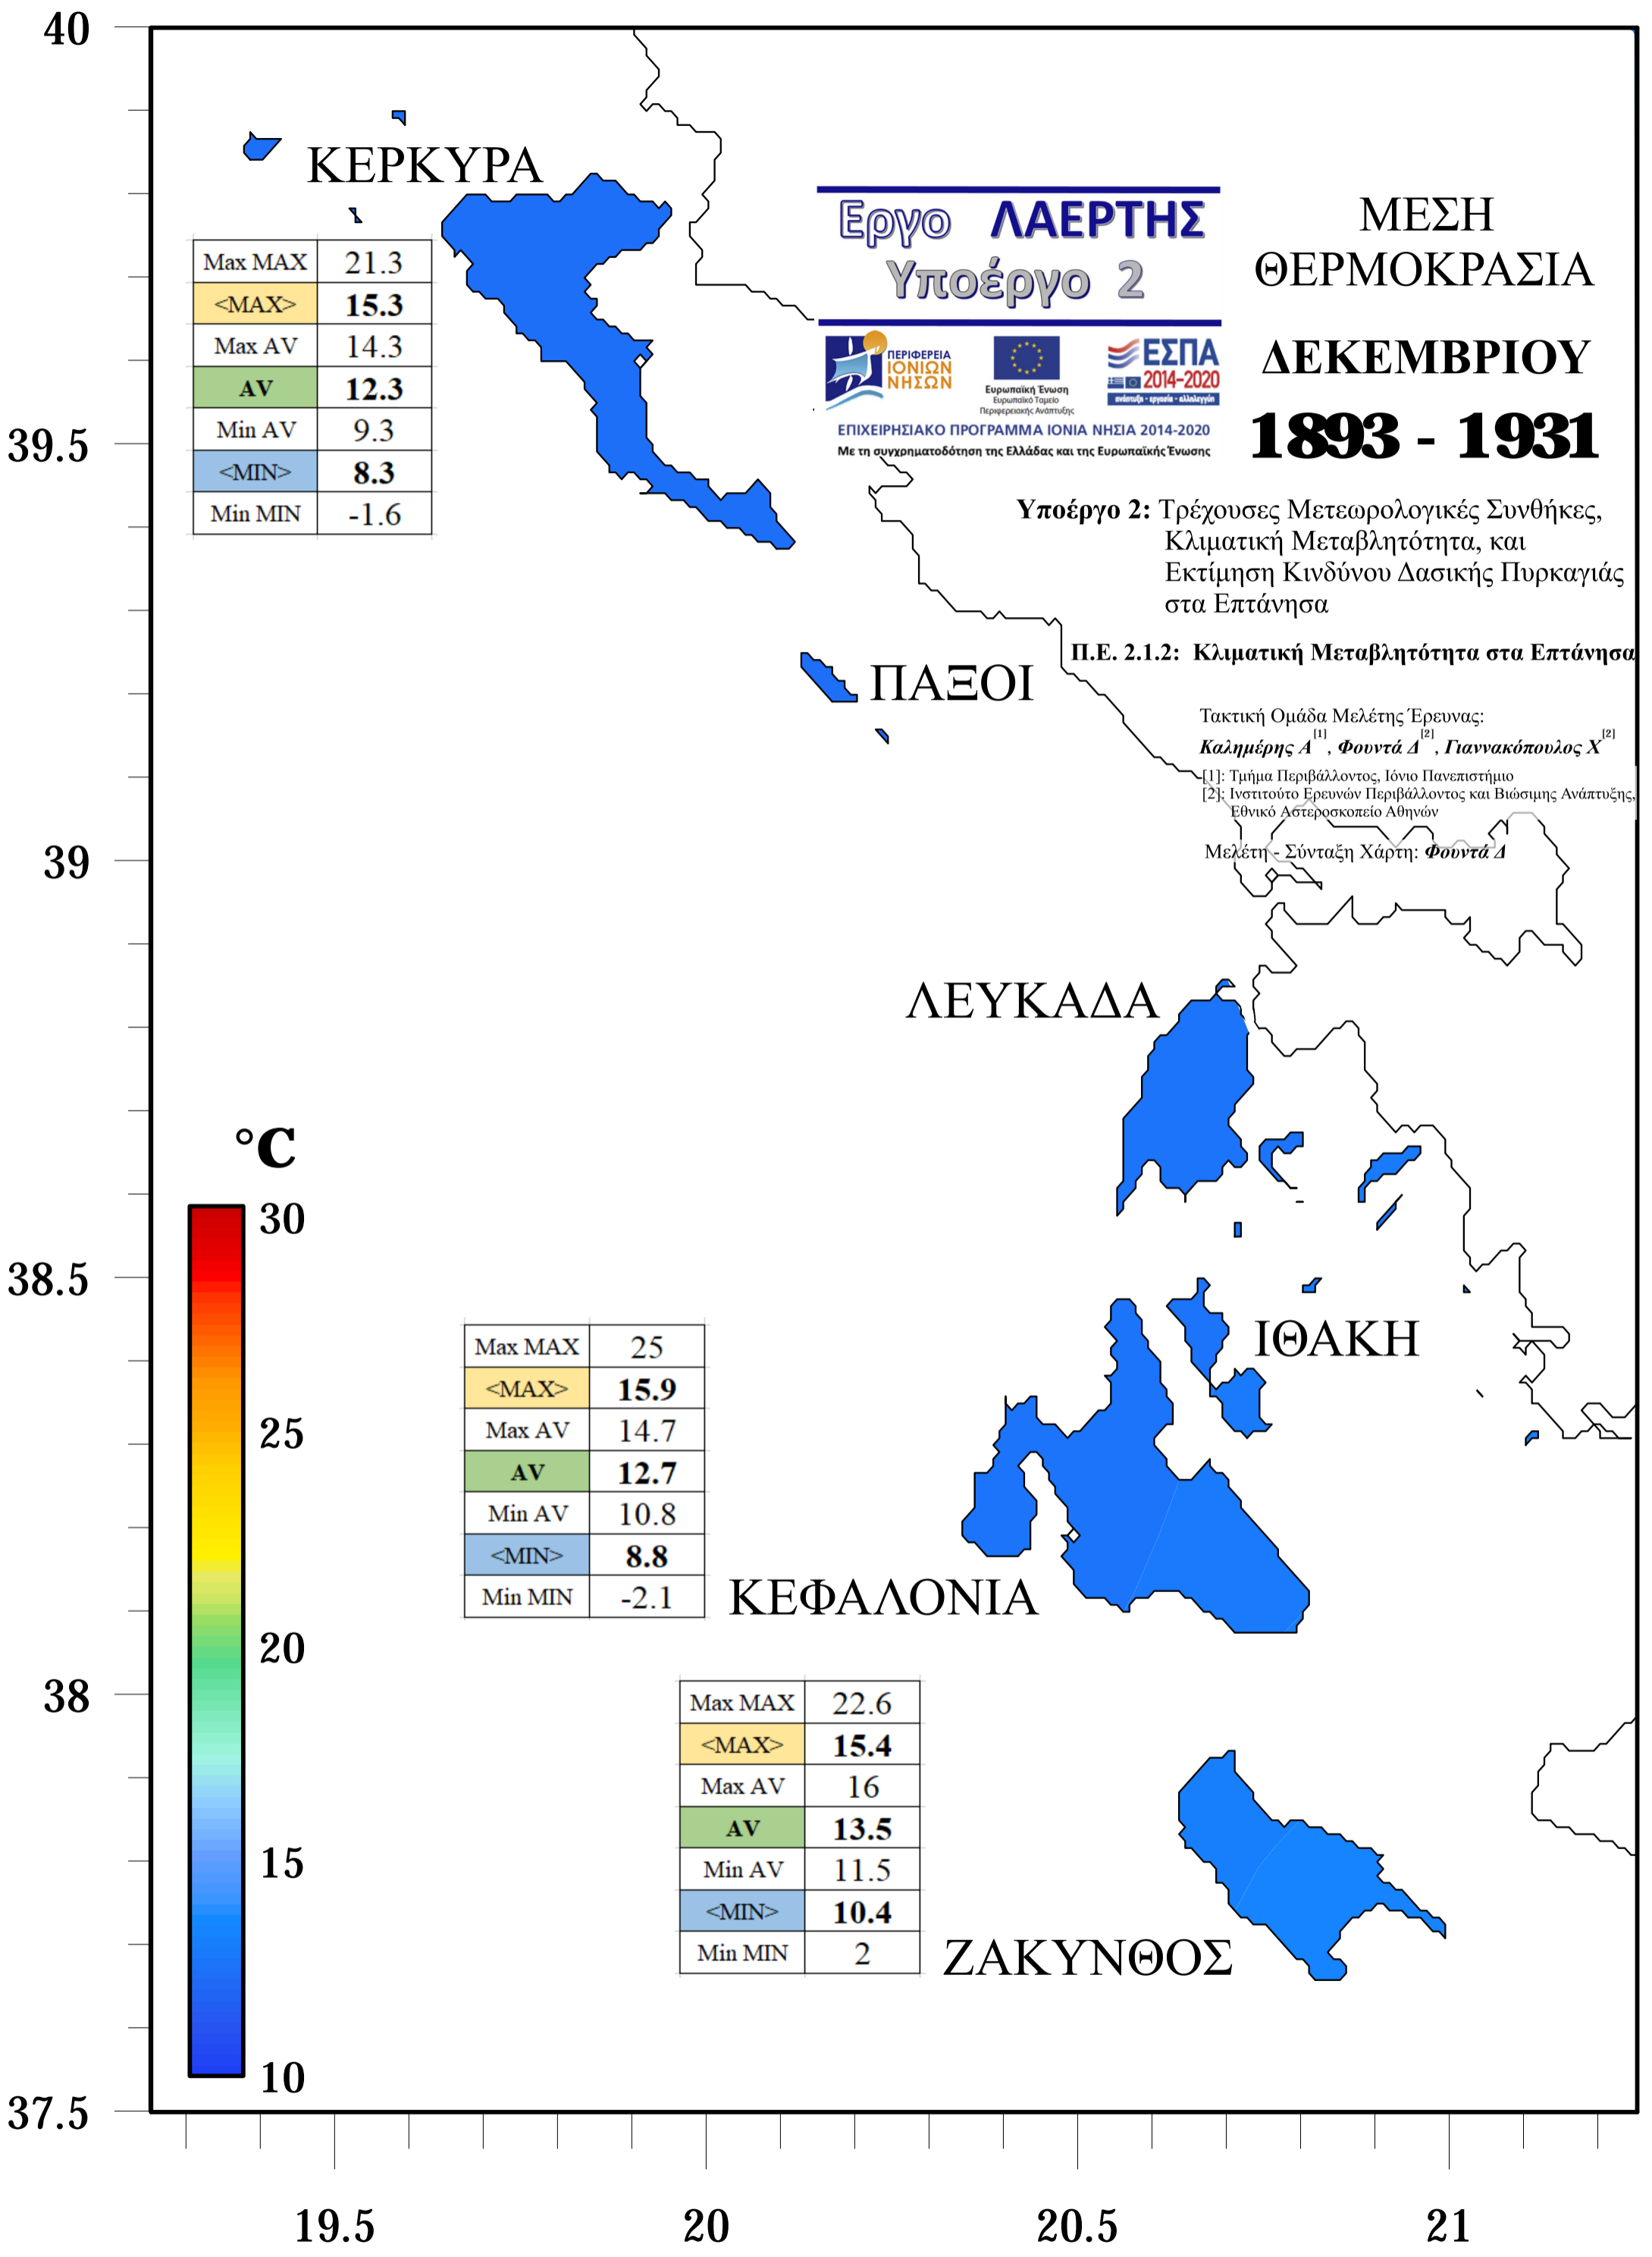 40
39.5
39
38.5
38
37.5
19.5
20
20.5
21
ΚΕΡΚΥΡΑ
Max MAX 21.3
<MAX> 15.3
Max AV 14.3
AV 12.3
Min AV 9.3
<MIN> 8.3
Min MIN -1.6
Εργο ΛΑΕΡΤΗΣ
Υποέργο 2
ΠΕΡΙΦΕΡΕΙΑ
ΙΟΝΙΩΝ
ΝΗΣΩΝ
Ευρωπαϊκή Ένωση
Ευρωπαϊκό Ταμείο
Περιφερειακής Ανάπτυξης
ΕΣΠΑ
2014-2020
ανάπτυξη - εργασία - αλληλεγγύη
ΕΠΙΧΕΙΡΗΣΙΑΚΟ ΠΡΟΓΡΑΜΜΑ ΙΟΝΙΑ ΝΗΣΙΑ 2014-2020
Με τη συγχρηματοδότηση της Ελλάδας και της Ευρωπαϊκής Ένωσης
ΜΕΣΗ
ΘΕΡΜΟΚΡΑΣΙΑ
ΔΕΚΕΜΒΡΙΟΥ
1893 - 1931
Υποέργο 2: Τρέχουσες Μετεωρολογικές Συνθήκες,
Κλιματική Μεταβλητότητα, και
Εκτίμηση Κινδύνου Δασικής Πυρκαγιάς
στα Επτάνησα
Π.Ε. 2.1.2: Κλιματική Μεταβλητότητα στα Επτάνησα
Τακτική Ομάδα Μελέτης Έρευνας:
Καλημέρης Α[1], Φουντά Δ[2], Γιαννακόπουλος Χ[2]
[1]: Τμήμα Περιβάλλοντος, Ιόνιο Πανεπιστήμιο
[2]: Ινστιτούτο Ερευνών Περιβάλλοντος και Βιώσιμης Ανάπτυξης,
Εθνικό Αστεροσκοπείο Αθηνών
Μελέτη - Σύνταξη Χάρτη: Φουντά Δ
ΠΑΞΟΙ
ΛΕΥΚΑΔΑ
°C
30
25
20
15
10
ΙΘΑΚΗ
Max MAX 25
<MAX> 15.9
Max AV 14.7
AV 12.7
Min AV 10.8
<MIN> 8.8
Min MIN -2.1
ΚΕΦΑΛΟΝΙΑ
Max MAX 22.6
<MAX> 15.4
Max AV 16
AV 13.5
Min AV 11.5
<MIN> 10.4
Min MIN 2
ΖΑΚΥΝΘΟΣ